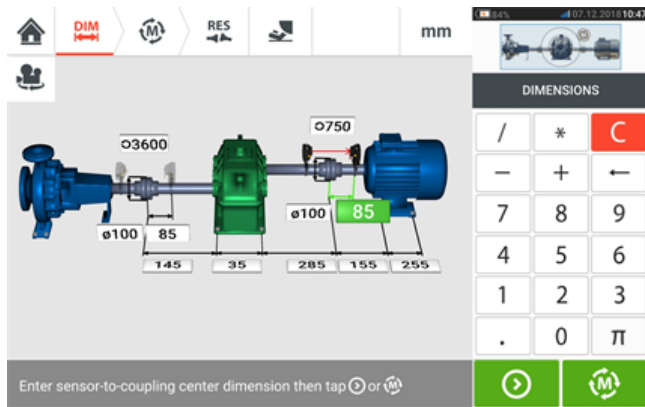 84% 07.12.2018 10:47
DIM M RES mm
DIMENSIONS
3600
750
ø100 85
ø100 85
145 35 285 155 255
/ * C
− + ←
7 8 9
4 5 6
1 2 3
. 0 π
Enter sensor-to-coupling center dimension then tap or M
M